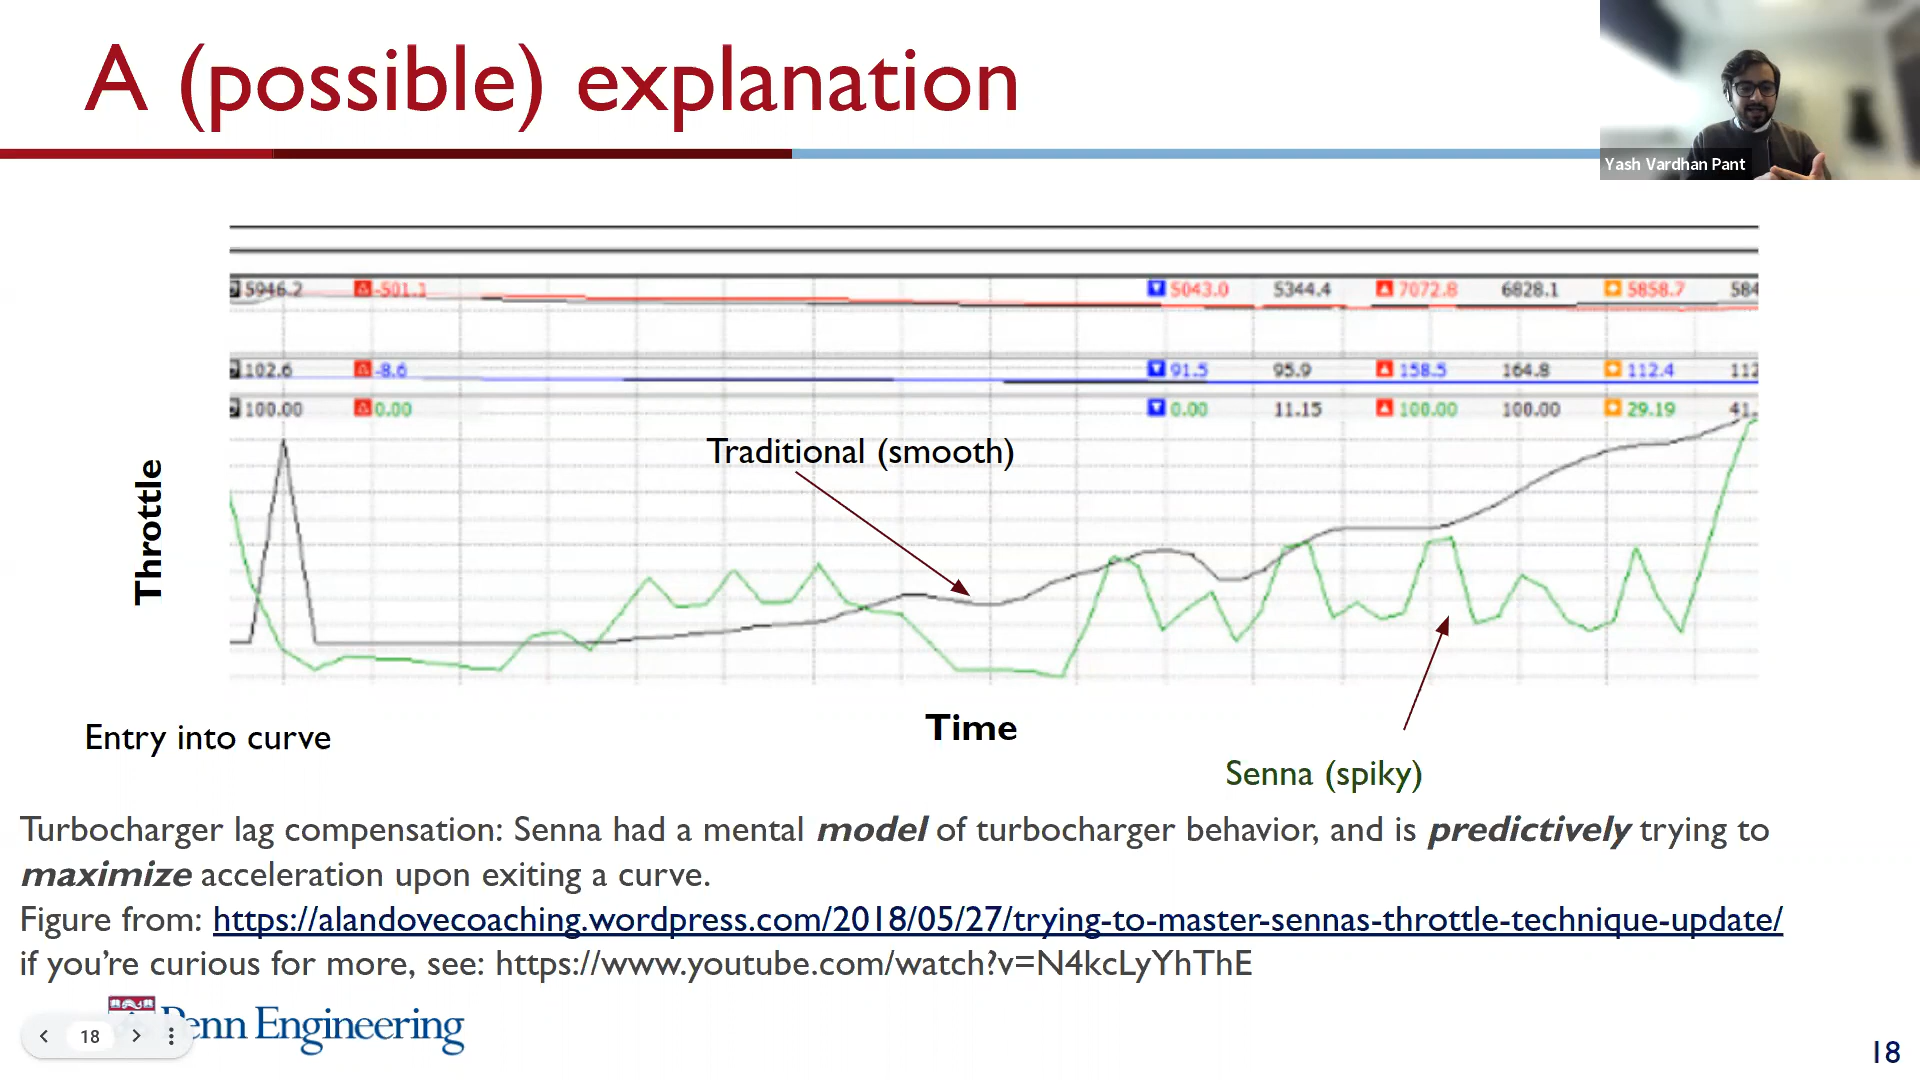 A (possible) explanation
Yash Vardhan Pant
5946.2 -501.1 5043.0 5344.4 7072.8 6828.1 5858.7 584
102.6 -8.6 91.5 95.9 158.5 164.8 112.4 112
100.00 0.00 0.00 11.15 100.00 100.00 29.19 41.
Traditional (smooth)
Throttle
Time
Entry into curve
Senna (spiky)
Turbocharger lag compensation: Senna had a mental model of turbocharger behavior, and is predictively trying to
maximize acceleration upon exiting a curve.
Figure from: https://alandovecoaching.wordpress.com/2018/05/27/trying-to-master-sennas-throttle-technique-update/
if you're curious for more, see: https://www.youtube.com/watch?v=N4kcLyYhThE
Penn Engineering
18
18